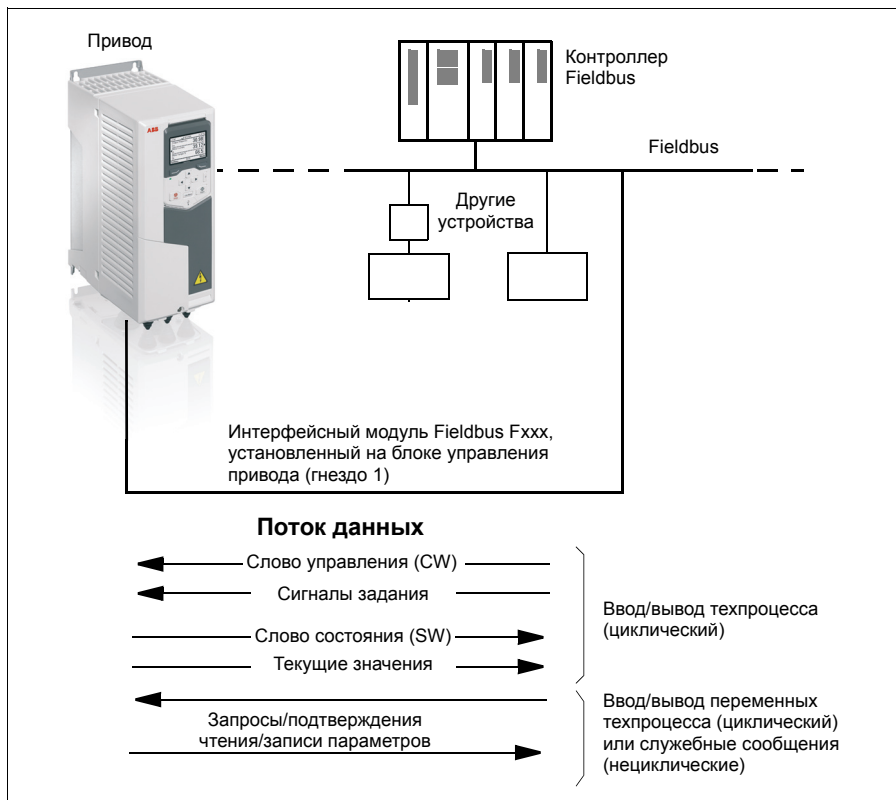 Привод
Контроллер
Fieldbus
Fieldbus
ABB
Другие
устройства
Интерфейсный модуль Fieldbus Fxxx,
установленный на блоке управления
привода (гнездо 1)
Поток данных
Слово управления (CW)
Сигналы задания
Слово состояния (SW)
Текущие значения
Ввод/вывод техпроцесса
(циклический)
Запросы/подтверждения
чтения/записи параметров
Ввод/вывод переменных
техпроцесса (циклический)
или служебные сообщения
(нециклические)